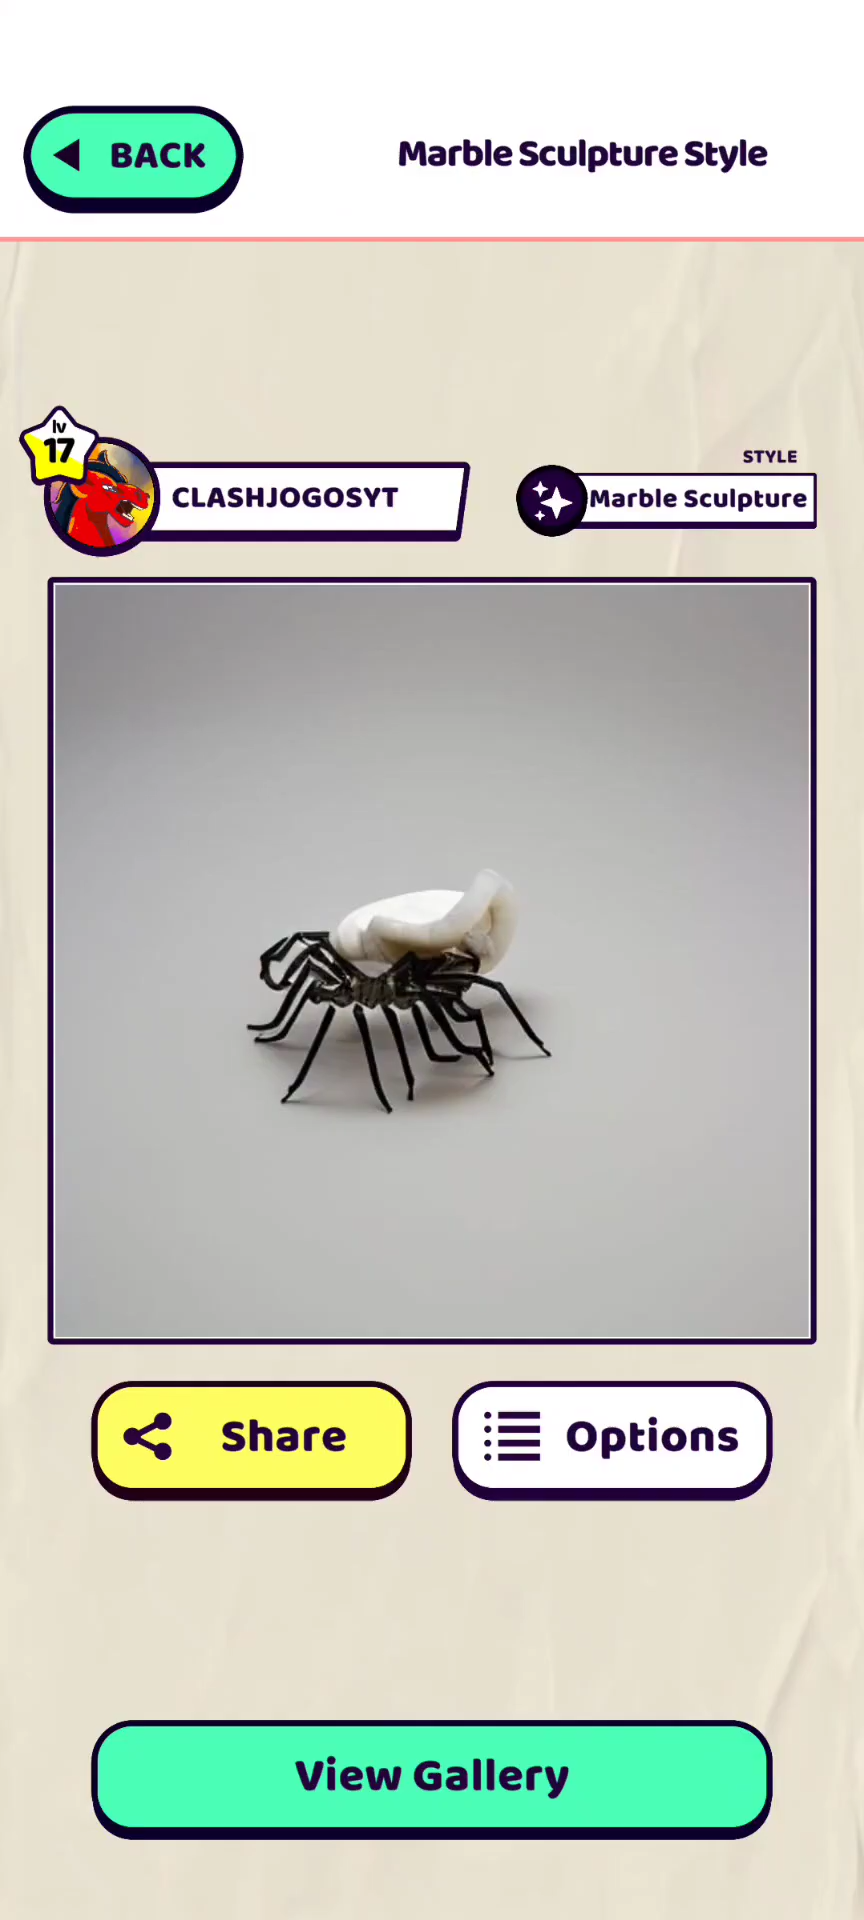 BACK
Marble Sculpture Style
lv
17
CLASHJOGOSYT
STYLE
Marble Sculpture
Share
Options
View Gallery